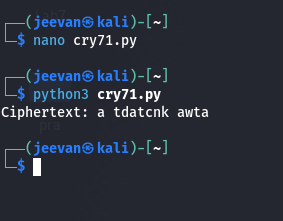 ┌──(jeevan㉿kali)-[~]
└─$ nano cry71.py
┌──(jeevan㉿kali)-[~]
└─$ python3 cry71.py
Ciphertext: a tdatcnk awta
┌──(jeevan㉿kali)-[~]
└─$